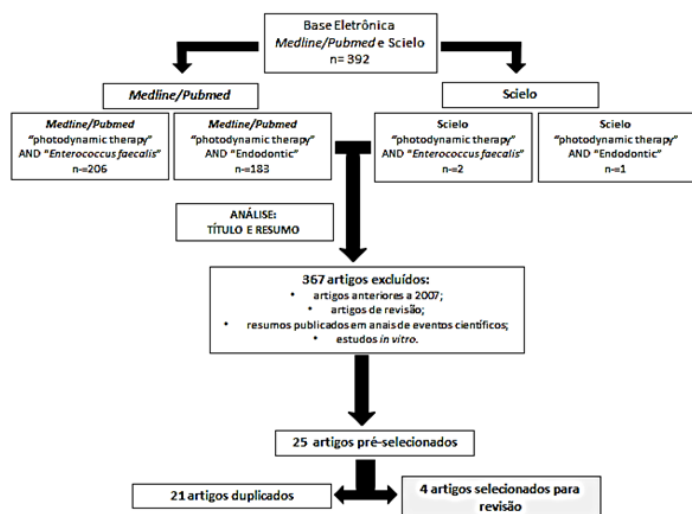 Base Eletrônica
Medline/Pubmed e Scielo
n= 392
Medline/Pubmed
Scielo
Medline/Pubmed
"photodynamic therapy"
AND "Enterococcus faecalis"
n-=206
Medline/Pubmed
"photodynamic therapy"
AND "Endodontic"
n-=183
Scielo
"photodynamic therapy"
AND "Enterococcus faecalis"
n-=2
Scielo
"photodynamic therapy"
AND "Endodontic"
n-=1
ANÁLISE:
TÍTULO E RESUMO
367 artigos excluídos:
• artigos anteriores a 2007;
• artigos de revisão;
• resumos publicados em anais de eventos científicos;
• estudos in vitro.
25 artigos pré-selecionados
21 artigos duplicados
4 artigos selecionados para
revisão